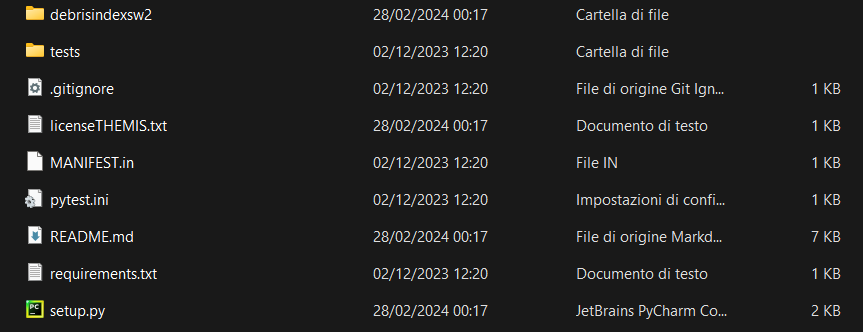 debrisindexsw2 28/02/2024 00:17 Cartella di file
tests 02/12/2023 12:20 Cartella di file
.gitignore 02/12/2023 12:20 File di origine Git Ign... 1 KB
licenseTHEMIS.txt 28/02/2024 00:17 Documento di testo 1 KB
MANIFEST.in 02/12/2023 12:20 File IN 1 KB
pytest.ini 02/12/2023 12:20 Impostazioni di confi... 1 KB
README.md 28/02/2024 00:17 File di origine Markd... 7 KB
requirements.txt 02/12/2023 12:20 Documento di testo 1 KB
setup.py 28/02/2024 00:17 JetBrains PyCharm Co... 2 KB